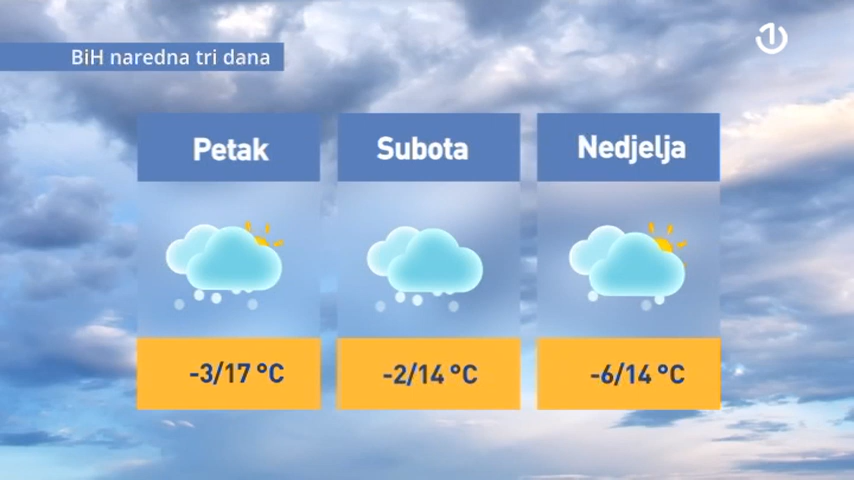 BiH naredna tri dana
Petak
Subota
Nedjelja
-3/17 °C
-2/14 °C
-6/14 °C